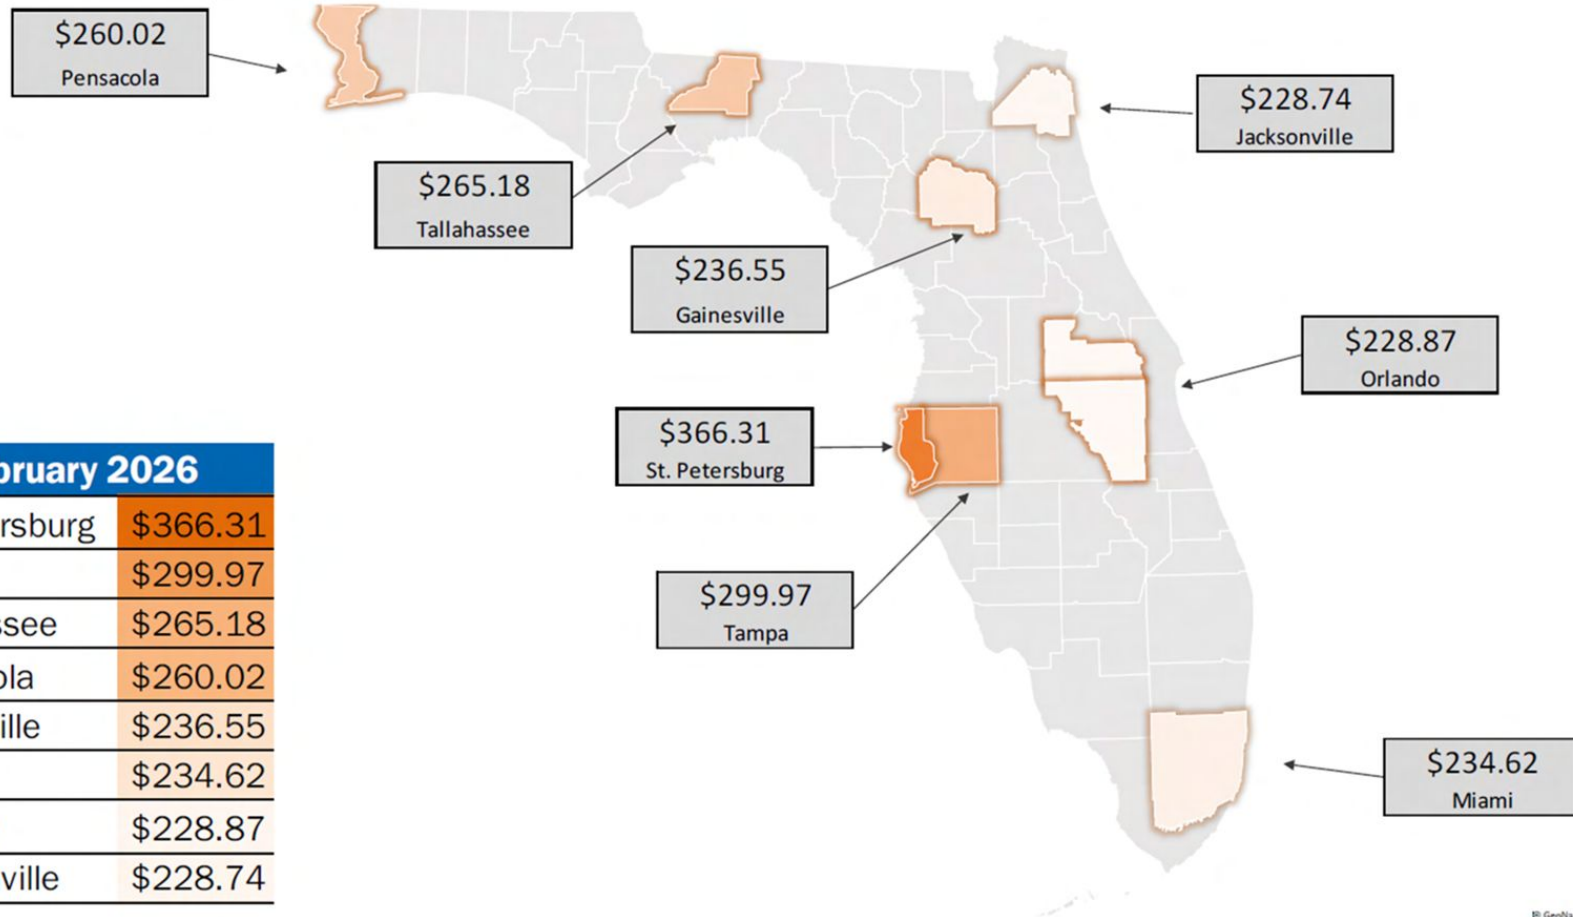 $260.02
Pensacola
$228.74
Jacksonville
$265.18
Tallahassee
$236.55
Gainesville
$228.87
Orlando
$366.31
St. Petersburg
$299.97
Tampa
$234.62
Miami
bruary 2026
rsburg $366.31
$299.97
ssee $265.18
ola $260.02
ille $236.55
$234.62
$228.87
ville $228.74